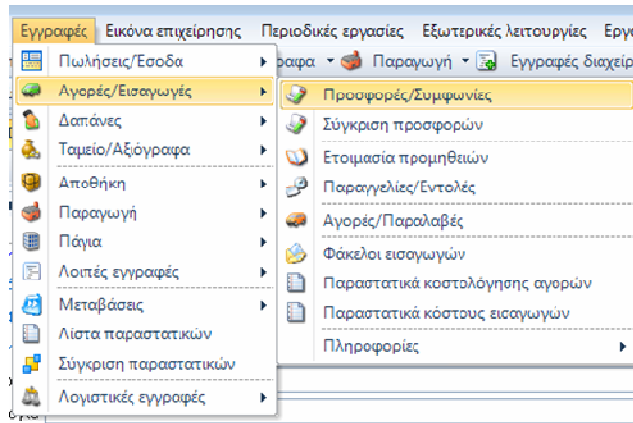 Εγγραφές Εικόνα επιχείρησης Περιοδικές εργασίες Εξωτερικές λειτουργίες
Παραγωγή Εγγραφές
Πωλήσεις/Έσοδα
Αγορές/Εισαγωγές
Δαπάνες
Ταμείο/Αξιόγραφα
Αποθήκη
Παραγωγή
Πάγια
Λοιπές εγγραφές
Μεταβάσεις
Λίστα παραστατικών
Σύγκριση παραστατικών
Λογιστικές εγγραφές
Προσφορές/Συμφωνίες
Σύγκριση προσφορών
Ετοιμασία προμηθειών
Παραγγελίες/Εντολές
Αγορές/Παραλαβές
Φάκελοι εισαγωγών
Παραστατικά κοστολόγησης αγορών
Παραστατικά κόστους εισαγωγών
Πληροφορίες